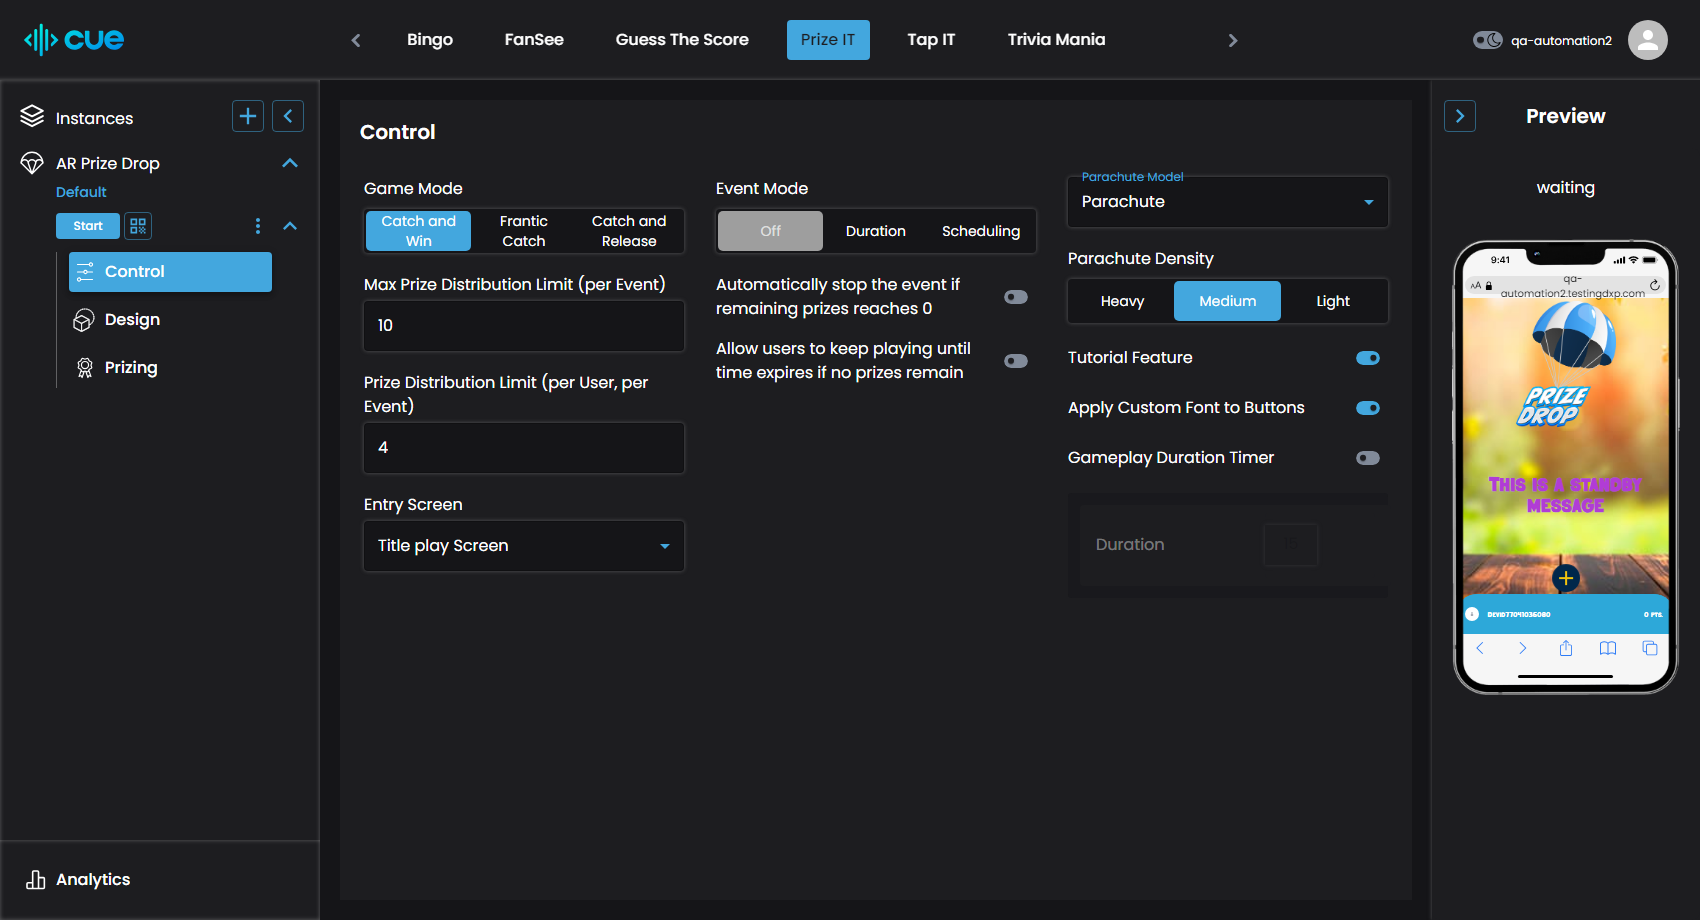 cue
Bingo
FanSee
Guess The Score
Prize IT
Tap IT
Trivia Mania
qa-automation2
Instances
AR Prize Drop
Default
Start
Control
Design
Prizing
Analytics
Control
Game Mode
Catch and
Win
Frantic
Catch
Catch and
Release
Max Prize Distribution Limit (per Event)
10
Prize Distribution Limit (per User, per
Event)
4
Entry Screen
Title play Screen
Event Mode
Off
Duration
Scheduling
Automatically stop the event if
remaining prizes reaches 0
Allow users to keep playing until
time expires if no prizes remain
Parachute Model
Parachute
Parachute Density
Heavy
Medium
Light
Tutorial Feature
Apply Custom Font to Buttons
Gameplay Duration Timer
Duration
Preview
waiting
9:41
AA
qa-
automation2.testingdxp.com
PRIZE
DROP
THIS IS A STANDBY
MESSAGE
0 PTS.